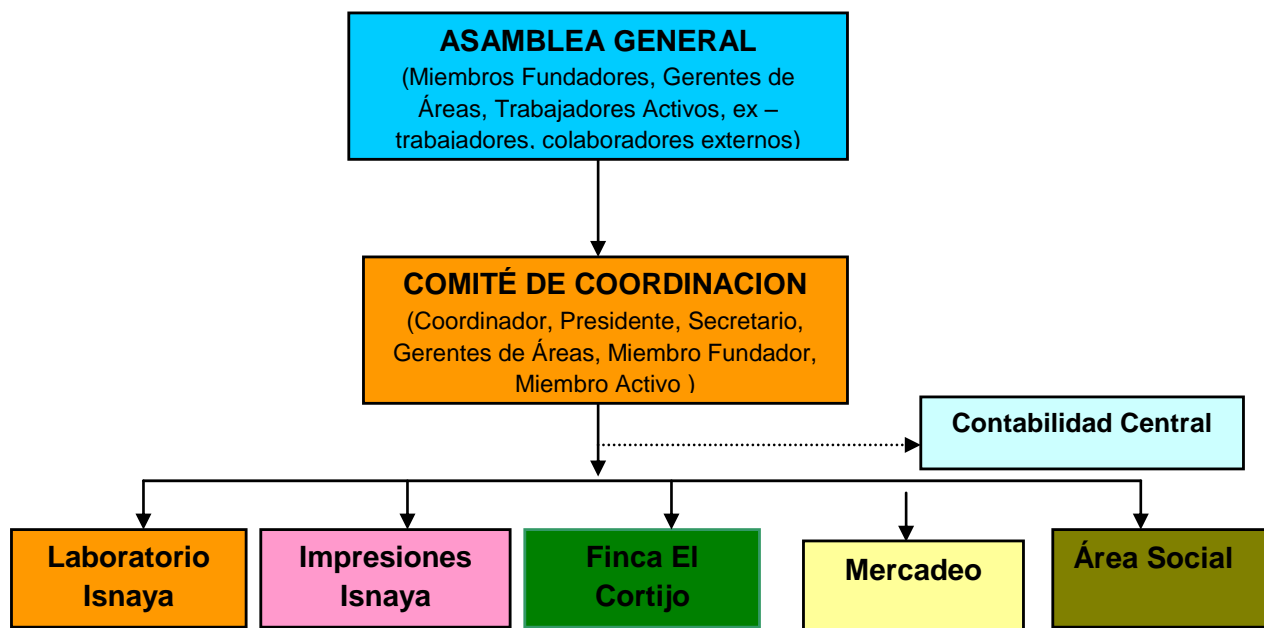 ASAMBLEA GENERAL
(Miembros Fundadores, Gerentes de
Áreas, Trabajadores Activos, ex –
trabajadores, colaboradores externos)
COMITÉ DE COORDINACION
(Coordinador, Presidente, Secretario,
Gerentes de Áreas, Miembro Fundador,
Miembro Activo )
Contabilidad Central
Laboratorio
Isnaya
Impresiones
Isnaya
Finca El
Cortijo
Mercadeo
Área Social